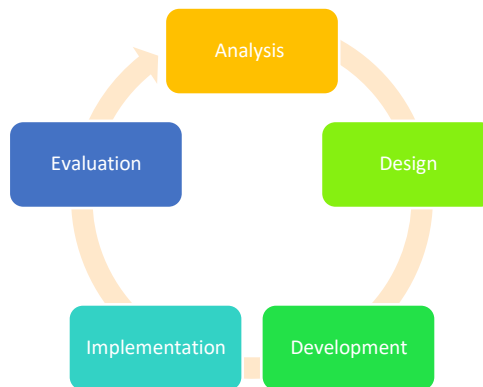 Analysis
Evaluation
Design
Implementation
Development